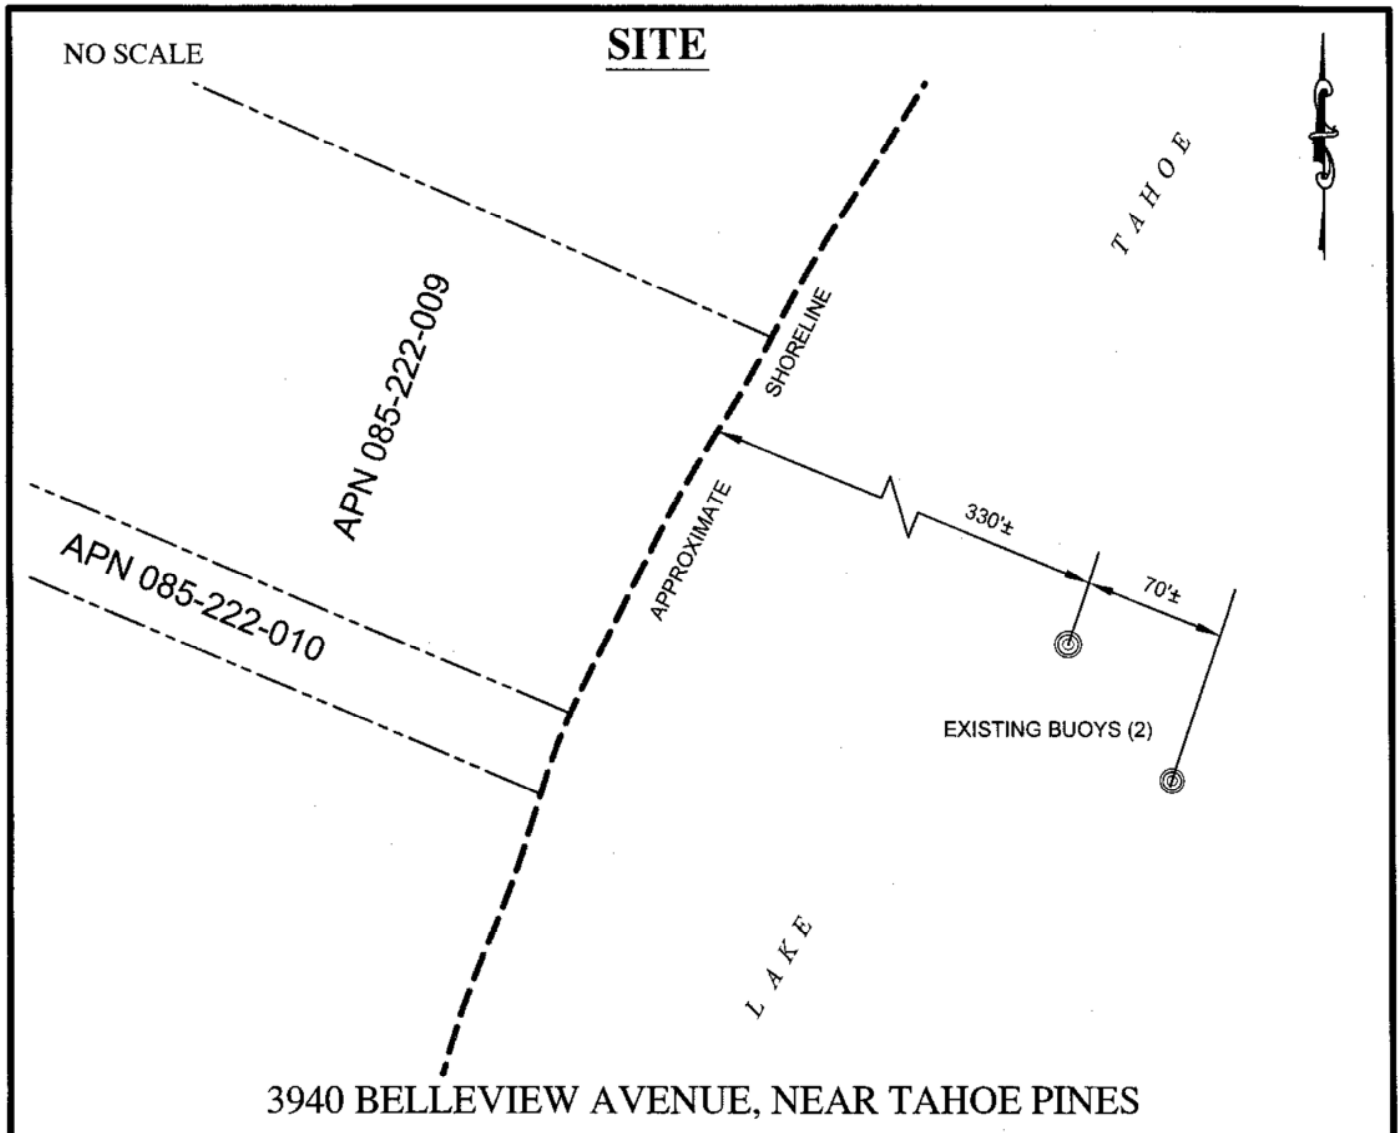 SITE
NO SCALE
TAHOE
SHORELINE
APN 085-222-009
APPROXIMATE
330'±
70'±
APN 085-222-010
EXISTING BUOYS (2)
LAKE
3940 BELLEVIEW AVENUE, NEAR TAHOE PINES